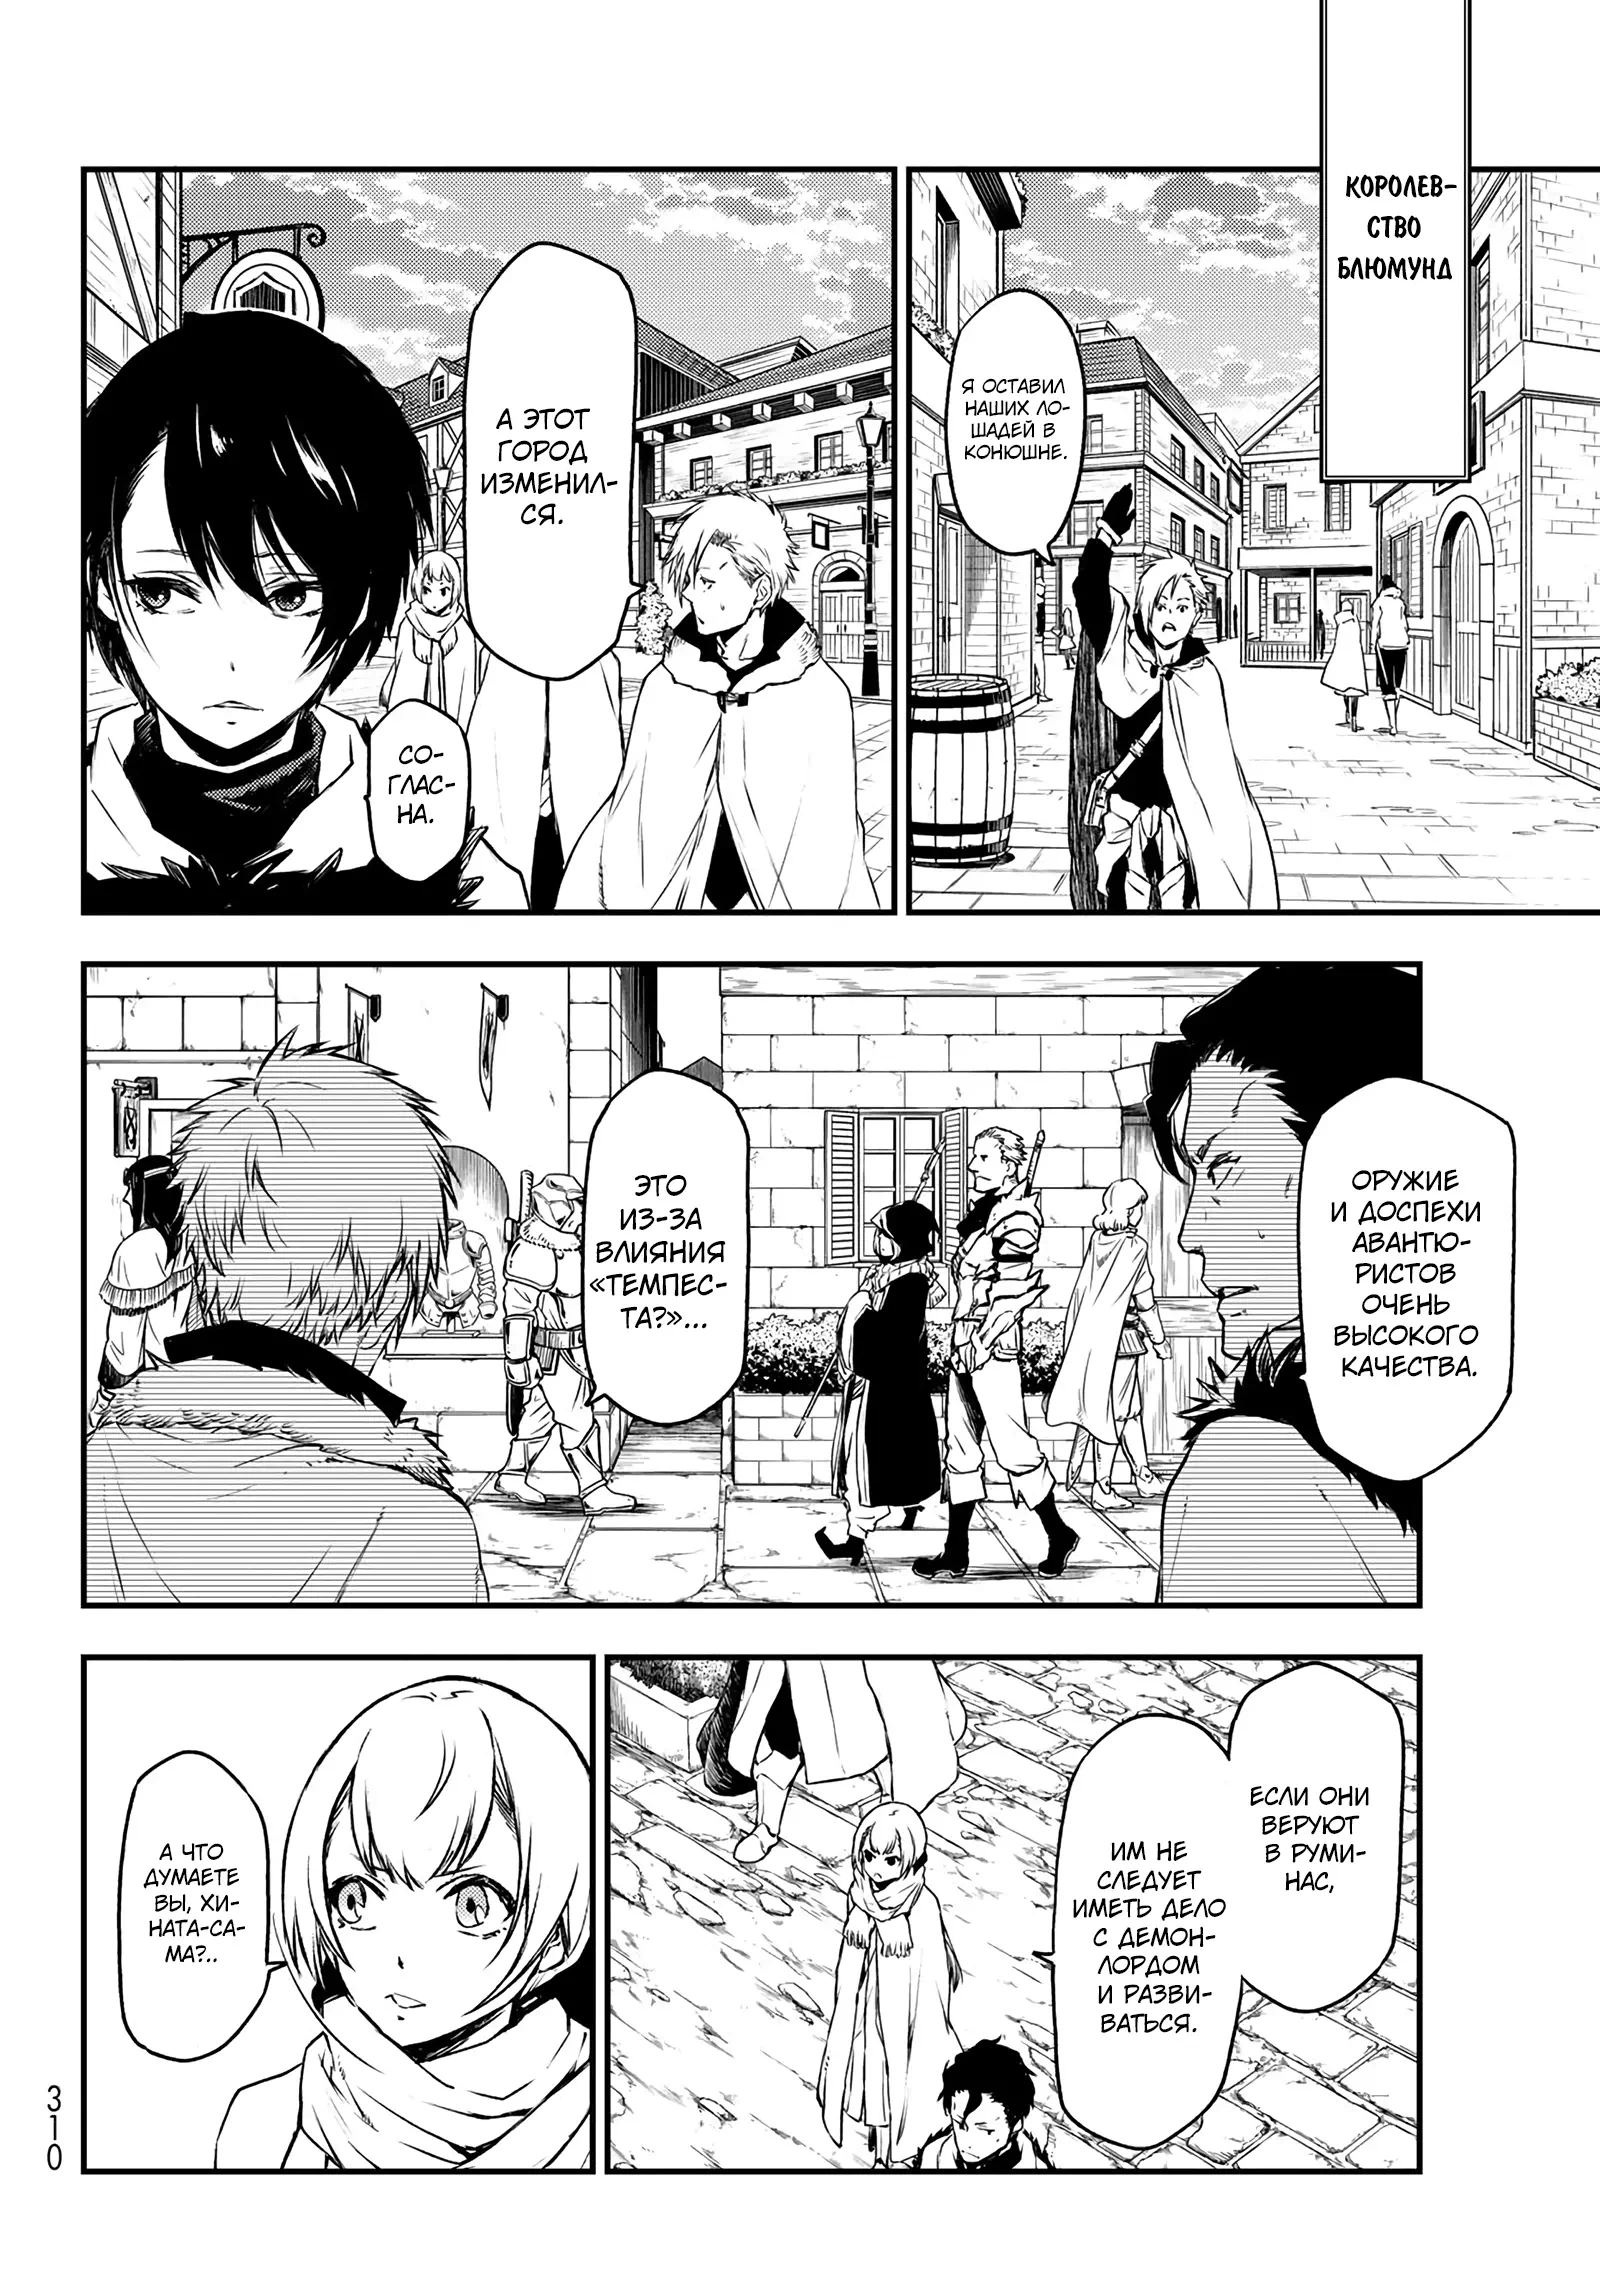 КОРОЛЕВ-
СТВО
БЛЮМУНД
Я ОСТАВИЛ
НАШИХ ЛО-
ШАДЕЙ В
КОНЮШНЕ.
А ЭТОТ
ГОРОД
ИЗМЕНИЛ-
СЯ.
СО-
ГЛАС-
НА.
ОРУЖИЕ
И ДОСПЕХИ
АВАНТЮ-
РИСТОВ
ОЧЕНЬ
ВЫСОКОГО
КАЧЕСТВА.
ЭТО
ИЗ-ЗА
ВЛИЯНИЯ
«ТЕМПЕС-
ТА?»...
ЕСЛИ ОНИ
ВЕРУЮТ
В РУМИ-
НАС,
ИМ НЕ
СЛЕДУЕТ
ИМЕТЬ ДЕЛО
С ДЕМОН-
ЛОРДОМ
И РАЗВИ-
ВАТЬСЯ.
А ЧТО
ДУМАЕТЕ
ВЫ, ХИ-
НАТА-СА-
МА?..
310